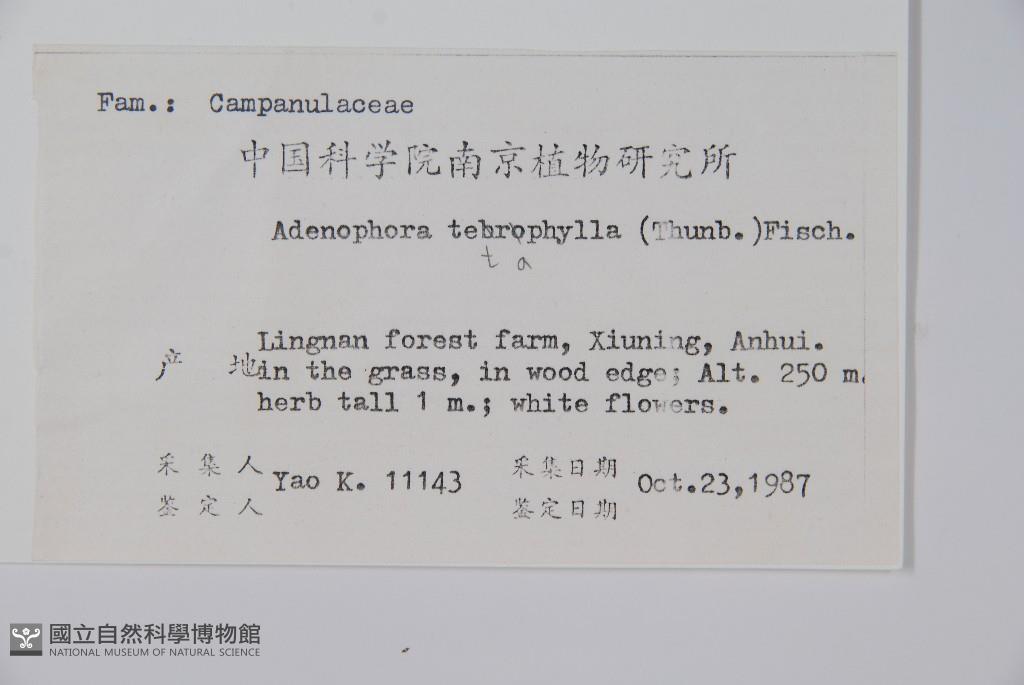 Fam.: Campanulaceae
中国科学院南京植物研究所
Adenophora tebrophylla (Thunb.)Fisch.
t a
Lingnan forest farm, Xiuning, Anhui.
产 地 in the grass, in wood edge; Alt. 250 m.
herb tall 1 m.; white flowers.
采集人 Yao K. 11143 采集日期 Oct.23,1987
鉴定人 鉴定日期
國立自然科學博物館
NATIONAL MUSEUM OF NATURAL SCIENCE